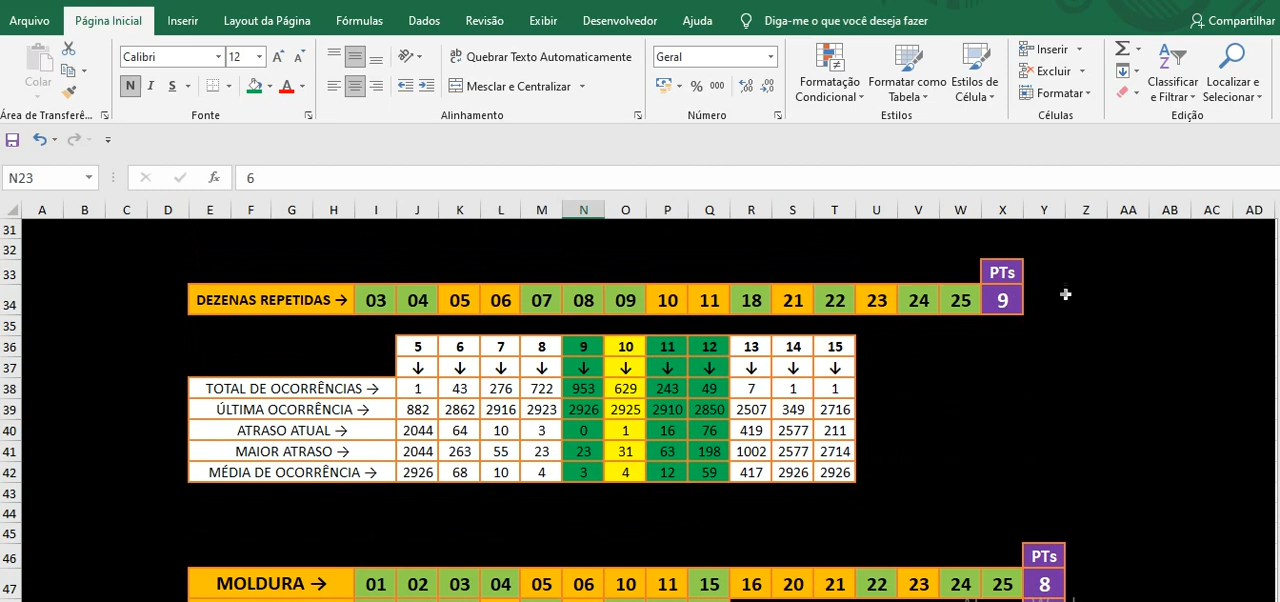 Arquivo Página Inicial Inserir Layout da Página Fórmulas Dados Revisão Exibir Desenvolvedor Ajuda Diga-me o que você deseja fazer Compartilhar
Colar
Calibri 12
N I S
Quebrar Texto Automaticamente
Mesclar e Centralizar
Geral
% 000
Formatação Condicional
Formatar como Tabela
Estilos de Célula
Inserir
Excluir
Formatar
Classificar e Filtrar
Localizar e Selecionar
Área de Transferê... Fonte Alinhamento Número Estilos Células Edição
N23 fx 6
A B C D E F G H I J K L M N O P Q R S T U V W X Y Z AA AB AC AD
31
32
33 PTs
34 DEZENAS REPETIDAS → 03 04 05 06 07 08 09 10 11 18 21 22 23 24 25 9
35
36 5 6 7 8 9 10 11 12 13 14 15
37 ↓ ↓ ↓ ↓ ↓ ↓ ↓ ↓ ↓ ↓ ↓
38 TOTAL DE OCORRÊNCIAS → 1 43 276 722 953 629 243 49 7 1 1
39 ÚLTIMA OCORRÊNCIA → 882 2862 2916 2923 2926 2925 2910 2850 2507 349 2716
40 ATRASO ATUAL → 2044 64 10 3 0 1 16 76 419 2577 211
41 MAIOR ATRASO → 2044 263 55 23 23 31 63 198 1002 2577 2714
42 MÉDIA DE OCORRÊNCIA → 2926 68 10 4 3 4 12 59 417 2926 2926
43
44
45
46 PTs
47 MOLDURA → 01 02 03 04 05 06 10 11 15 16 20 21 22 23 24 25 8